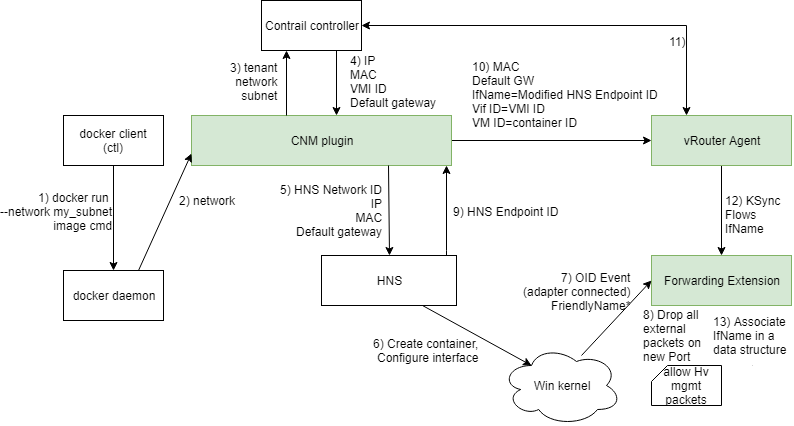 Contrail controller
3) tenant
network
subnet
4) IP
MAC
VMI ID
Default gateway
10) MAC
Default GW
IfName=Modified HNS Endpoint ID
Vif ID=VMI ID
VM ID=container ID
11)
docker client
(ctl)
CNM plugin
vRouter Agent
1) docker run
--network my_subnet
image cmd
2) network
5) HNS Network ID
IP
MAC
Default gateway
9) HNS Endpoint ID
12) KSync
Flows
IfName
docker daemon
HNS
7) OID Event
(adapter connected)
FriendlyName*
Forwarding Extension
6) Create container,
Configure interface
8) Drop all
external
packets on
new Port
13) Associate
IfName in a
data structure
Win kernel
allow Hv
mgmt
packets